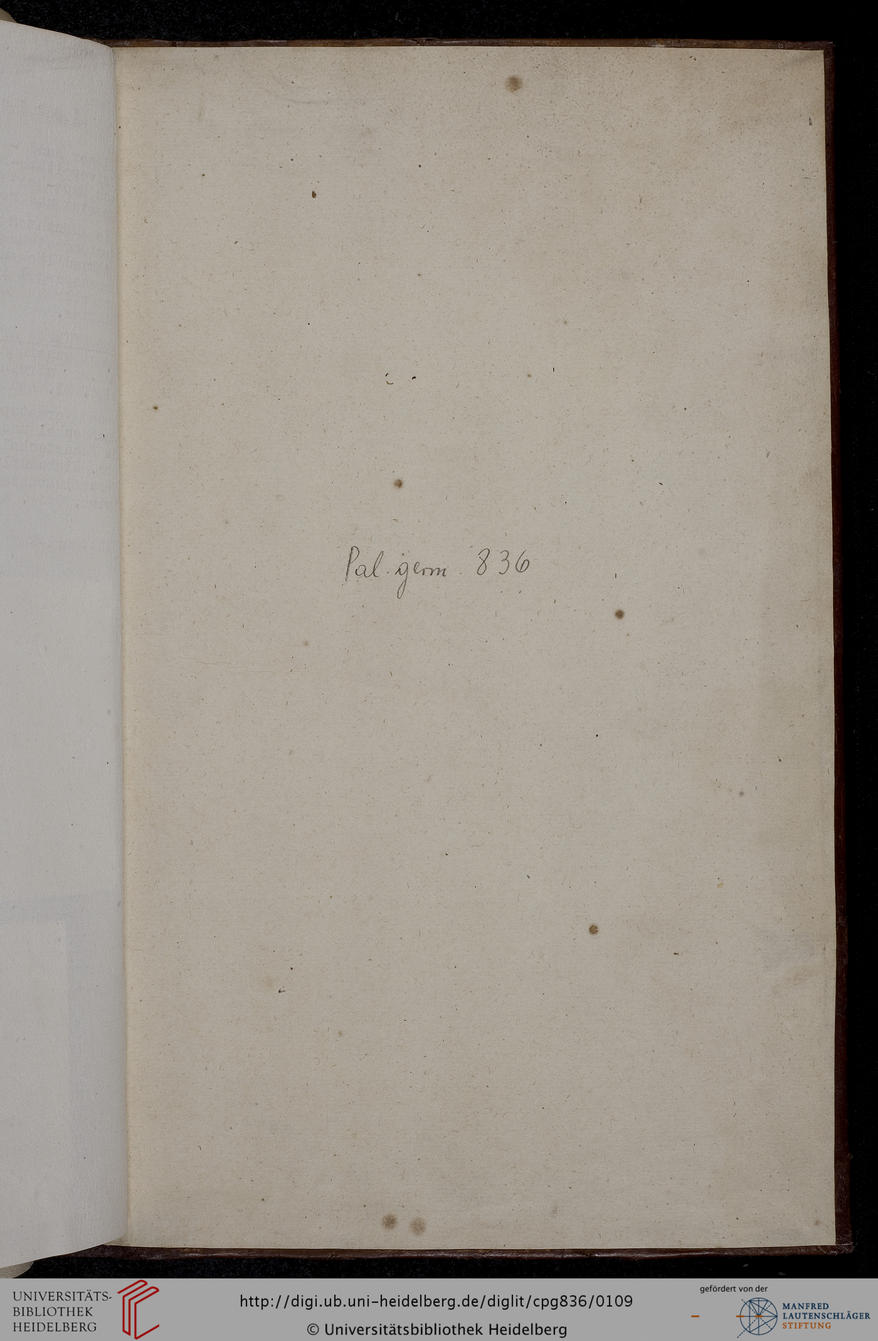 Pal. germ. 836
UNIVERSITÄTS-
BIBLIOTHEK
HEIDELBERG
http://digi.ub.uni-heidelberg.de/diglit/cpg836/0109
© Universitätsbibliothek Heidelberg
gefördert von der
MANFRED
LAUTENSCHLÄGER
STIFTUNG